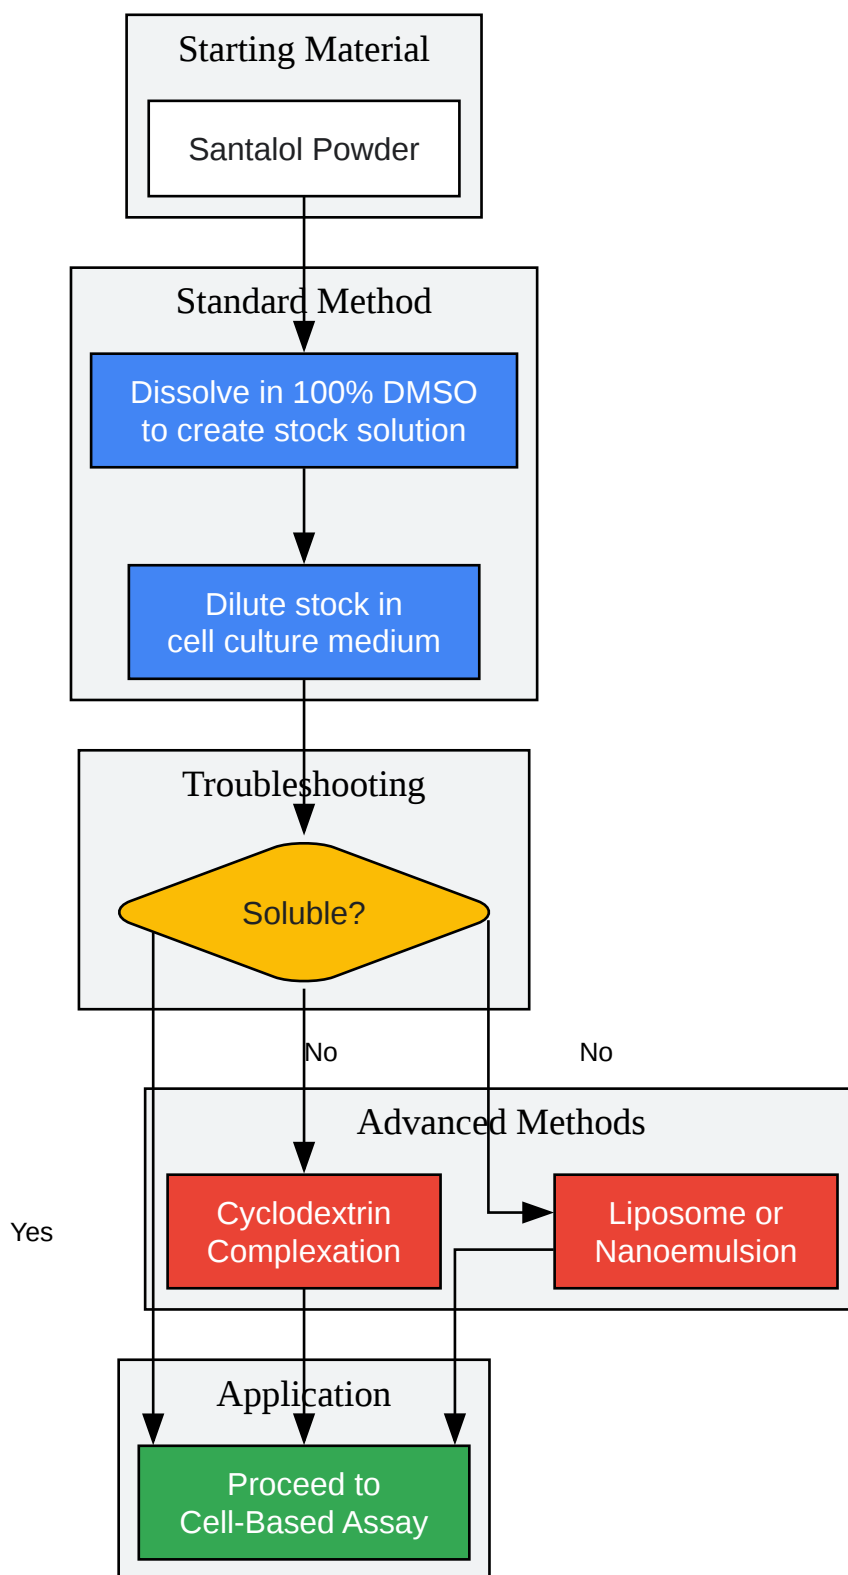 Starting Material
Santalol Powder
Standard Method
Dissolve in 100% DMSO
to create stock solution
Dilute stock in
cell culture medium
Troubleshooting
Soluble?
No
No
Advanced Methods
Cyclodextrin
Complexation
Liposome or
Nanoemulsion
Yes
Application
Proceed to
Cell-Based Assay